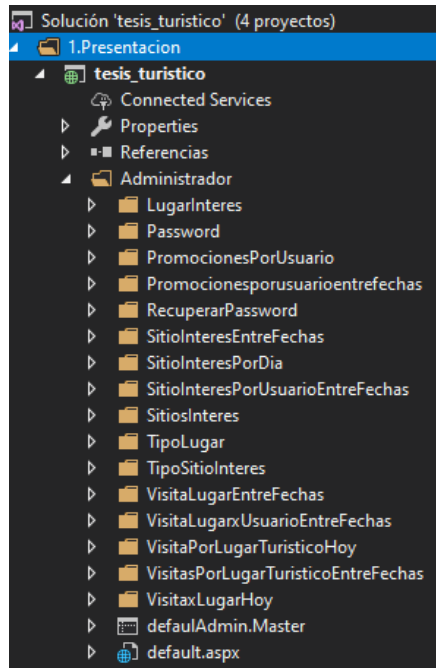 Solución 'tesis_turistico' (4 proyectos)
1.Presentacion
tesis_turistico
Connected Services
Properties
Referencias
Administrador
LugarInteres
Password
PromocionesPorUsuario
Promocionesporusuarioentrefechas
RecuperarPassword
SitioInteresEntreFechas
SitioInteresPorDia
SitioInteresPorUsuarioEntreFechas
SitiosInteres
TipoLugar
TipoSitioInteres
VisitaLugarEntreFechas
VisitaLugarxUsuarioEntreFechas
VisitaPorLugarTuristicoHoy
VisitasPorLugarTuristicoEntreFechas
VisitaxLugarHoy
defaulAdmin.Master
default.aspx